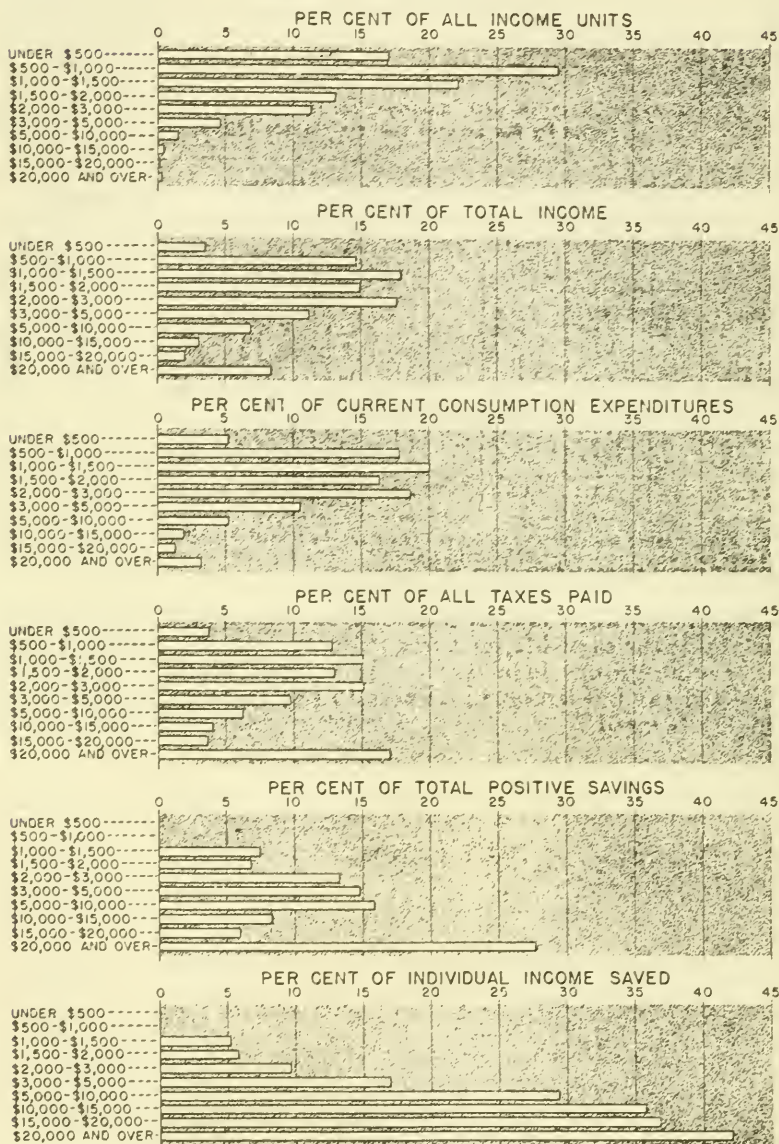 PER CENT OF ALL INCOME UNITS
0 5 10 15 20 25 30 35 40 45
UNDER $500
$500-$1,000
$1,000-$1,500
$1,500-$2,000
$2,000-$3,000
$3,000-$5,000
$5,000-$10,000
$10,000-$15,000
$15,000-$20,000
$20,000 AND OVER
PER CENT OF TOTAL INCOME
0 5 10 15 20 25 30 35 40 45
UNDER $500
$500-$1,000
$1,000-$1,500
$1,500-$2,000
$2,000-$3,000
$3,000-$5,000
$5,000-$10,000
$10,000-$15,000
$15,000-$20,000
$20,000 AND OVER
PER CENT OF CURRENT CONSUMPTION EXPENDITURES
0 5 10 15 20 25 30 35 40 45
UNDER $500
$500-$1,000
$1,000-$1,500
$1,500-$2,000
$2,000-$3,000
$3,000-$5,000
$5,000-$10,000
$10,000-$15,000
$15,000-$20,000
$20,000 AND OVER
PER CENT OF ALL TAXES PAID
0 5 10 15 20 25 30 35 40 45
UNDER $500
$500-$1,000
$1,000-$1,500
$1,500-$2,000
$2,000-$3,000
$3,000-$5,000
$5,000-$10,000
$10,000-$15,000
$15,000-$20,000
$20,000 AND OVER
PER CENT OF TOTAL POSITIVE SAVINGS
0 5 10 15 20 25 30 35 40 45
UNDER $500
$500-$1,000
$1,000-$1,500
$1,500-$2,000
$2,000-$3,000
$3,000-$5,000
$5,000-$10,000
$10,000-$15,000
$15,000-$20,000
$20,000 AND OVER
PER CENT OF INDIVIDUAL INCOME SAVED
0 5 10 15 20 25 30 35 40 45
UNDER $500
$500-$1,000
$1,000-$1,500
$1,500-$2,000
$2,000-$3,000
$3,000-$5,000
$5,000-$10,000
$10,000-$15,000
$15,000-$20,000
$20,000 AND OVER